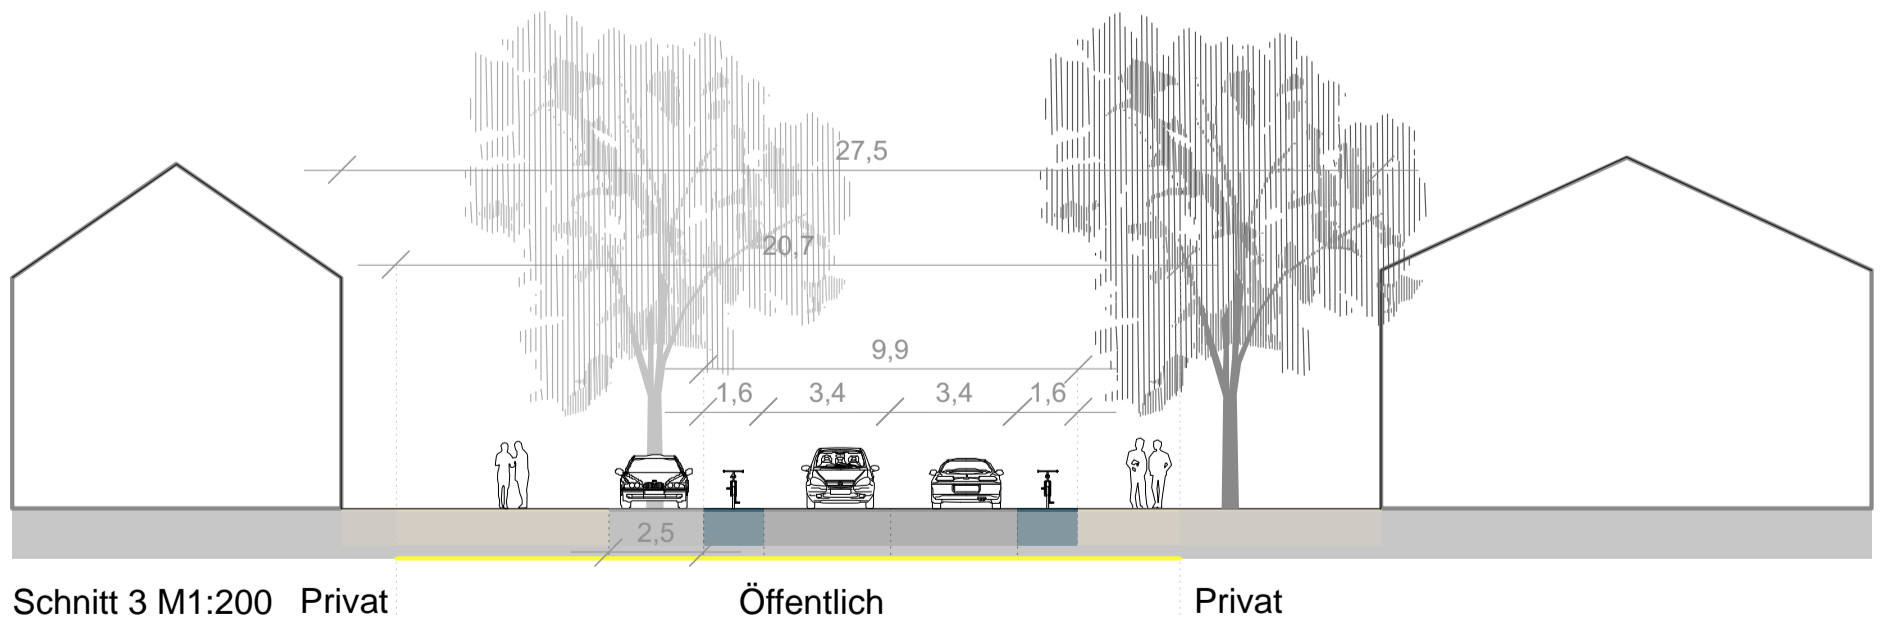 27,5
20,7
9,9
1,6 3,4 3,4 1,6
2,5
Schnitt 3 M1:200 Privat Öffentlich Privat